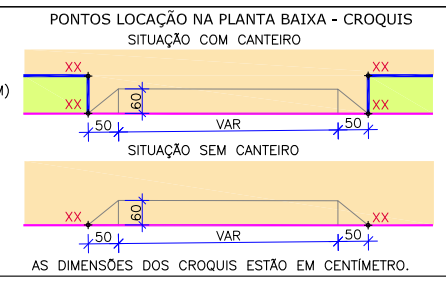 PONTOS LOCAÇÃO NA PLANTA BAIXA - CROQUIS
SITUAÇÃO COM CANTEIRO
XX XX
M)
XX XX
60
50 VAR 50
SITUAÇÃO SEM CANTEIRO
60
XX XX
50 VAR 50
AS DIMENSÕES DOS CROQUIS ESTÃO EM CENTÍMETRO.